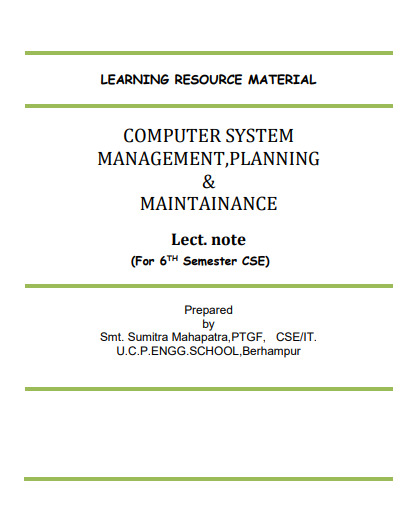 LEARNING RESOURCE MATERIAL
COMPUTER SYSTEM
MANAGEMENT,PLANNING
&
MAINTAINANCE
Lect. note
(For 6TH Semester CSE)
Prepared
by
Smt. Sumitra Mahapatra,PTGF, CSE/IT.
U.C.P.ENGG.SCHOOL,Berhampur